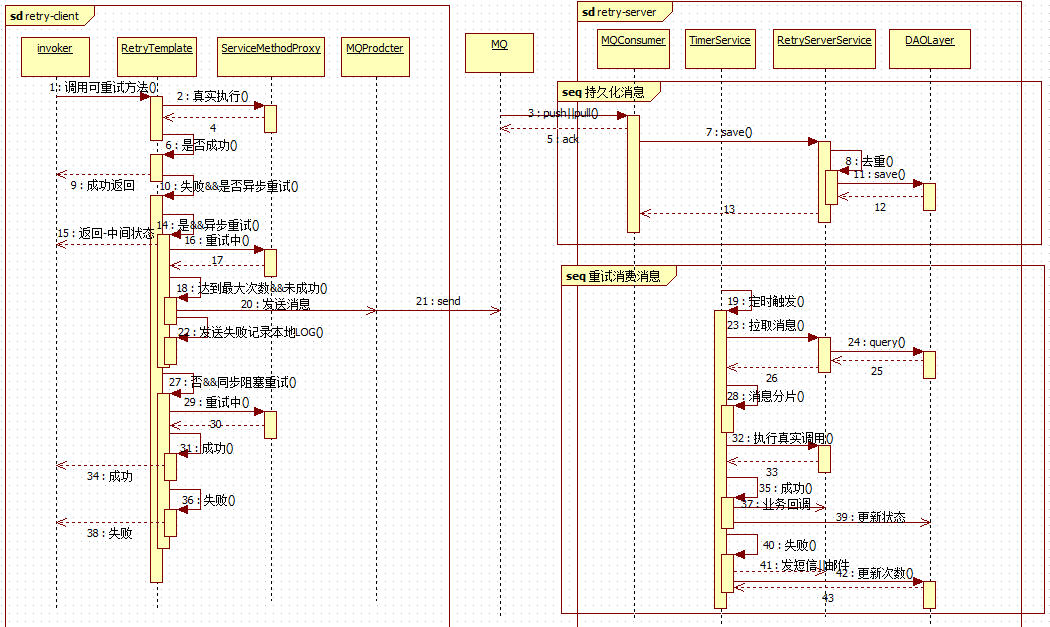 sd retry-client
sd retry-server
invoker
RetryTemplate
ServiceMethodProxy
MQProdcter
MQ
MQConsumer
TimerService
RetryServerService
DAOLayer
seq 持久化消息
1 : 调用可重试方法()
2 : 真实执行()
3 : push||pull()
4
5 : ack
6 : 是否成功()
7 : save()
8 : 去重()
9 : 成功返回
10 : 失败&&是否异步重试()
11 : save()
12
13
14 : 是&&异步重试()
15 : 返回-中间状态
16 : 重试中()
17
seq 重试消费消息
18 : 达到最大次数&&未成功()
19 : 定时触发()
20 : 发送消息
21 : send
22 : 发送失败记录本地LOG()
23 : 拉取消息()
24 : query()
25
26
27 : 否&&同步阻塞重试()
28 : 消息分片()
29 : 重试中()
30
31 : 成功()
32 : 执行真实调用()
33
34 : 成功
35 : 成功()
36 : 失败()
37 : 业务回调
38 : 失败
39 : 更新状态
40 : 失败()
41 : 发短信||邮件
42 : 更新次数()
43